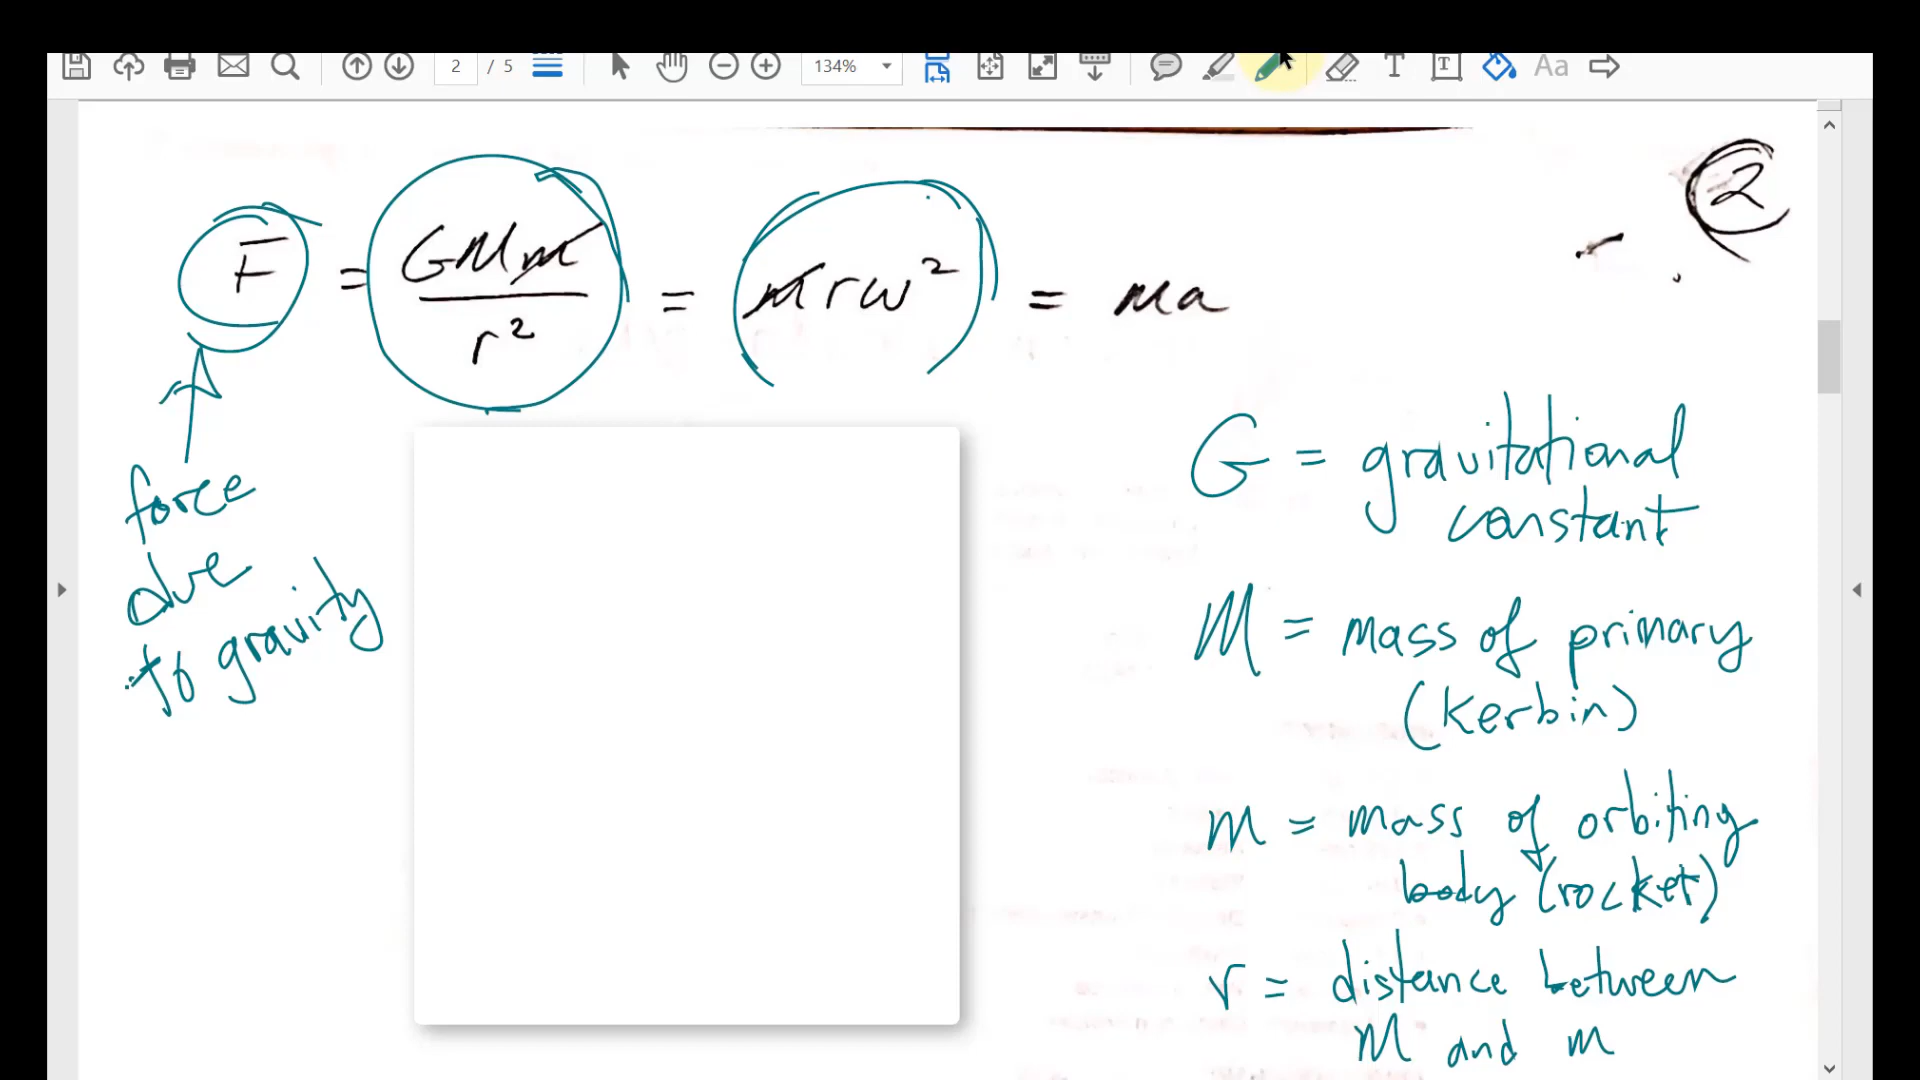 2 / 5 134% T T Aa
2
F = GMm / r² = mrω² = ma
force
due
to gravity
G = gravitational
constant
M = mass of primary
(Kerbin)
m = mass of orbiting
body (rocket)
r = distance between
M and m